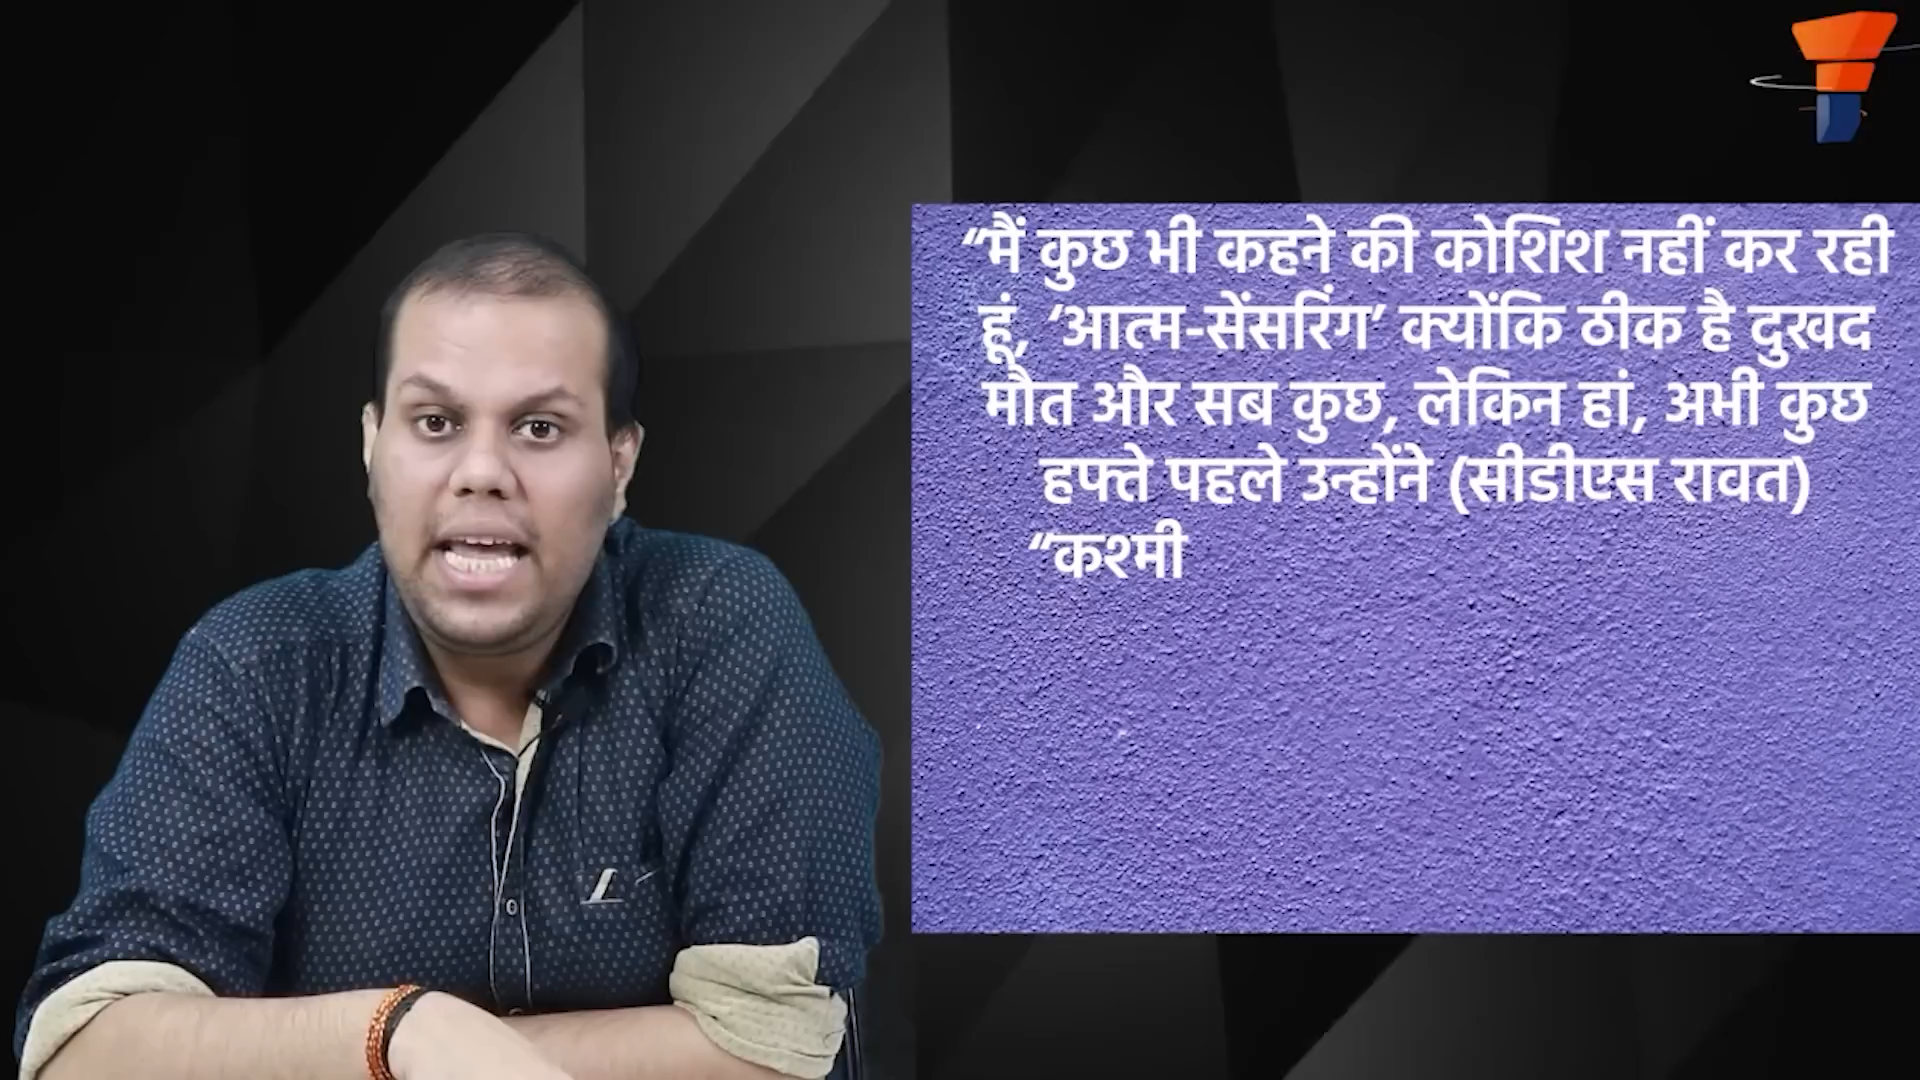 “मैं कुछ भी कहने की कोशिश नहीं कर रही
हूं, ‘आत्म-सेंसरिंग’ क्योंकि ठीक है दुखद
मौत और सब कुछ, लेकिन हां, अभी कुछ
हफ्ते पहले उन्होंने (सीडीएस रावत)
“कश्मी